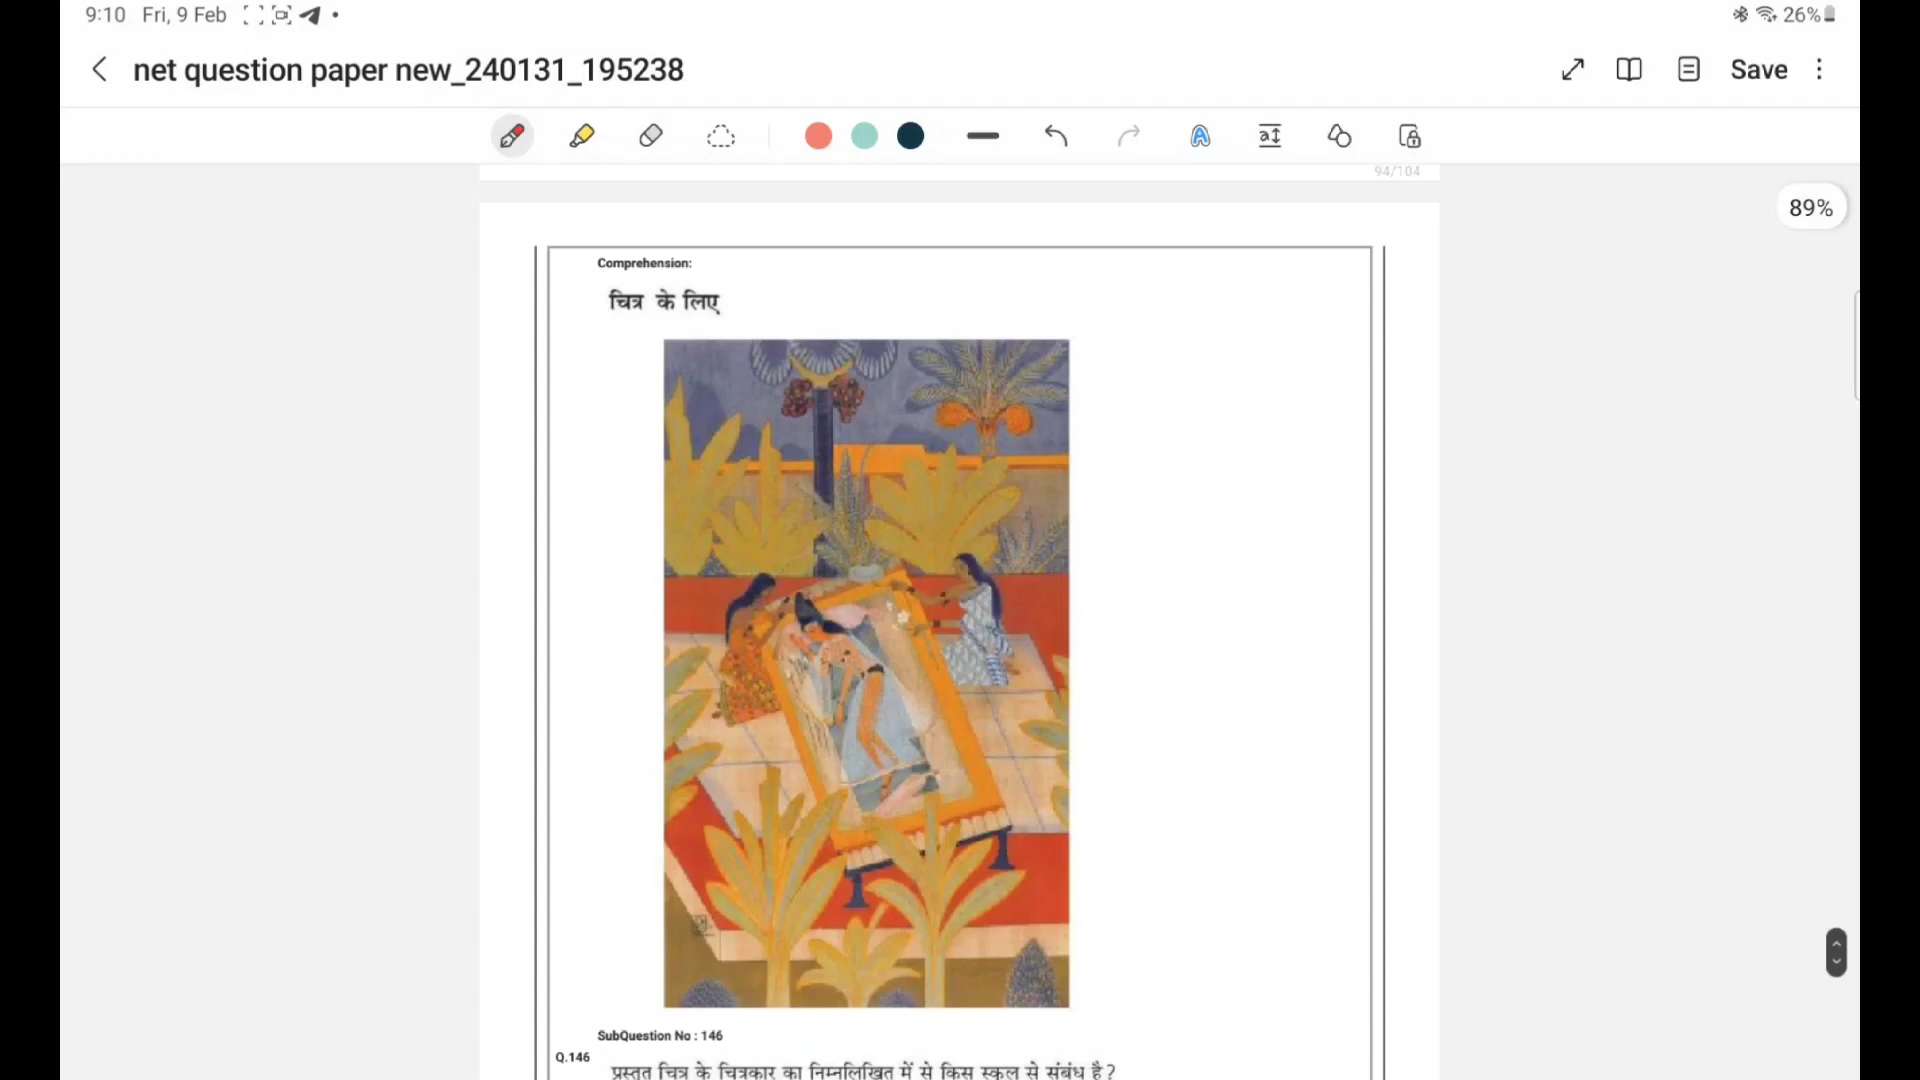 9:10 Fri, 9 Feb
26%
net question paper new_240131_195238
Save
94/104
89%
Comprehension:
चित्र के लिए
SubQuestion No : 146
Q.146
प्रस्तुत चित्र के चित्रकार का निम्नलिखित में से किस स्कूल से संबंध है?